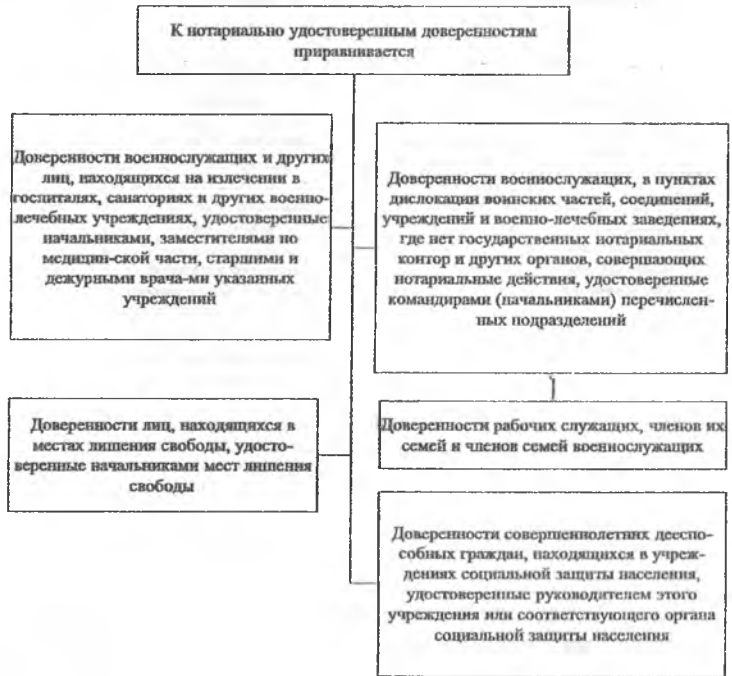 К нотариально удостоверенным доверенностям
приравнивается
Доверенности военнослужащих и других
лиц, находящихся на излечении в
госпиталях, санаториях и других военно-
лечебных учреждениях, удостоверенные
начальниками, заместителями по
медицин-ской части, старшими и
дежурными врача-ми указанных
учреждений
Доверенности военнослужащих, в пунктах
дислокации воинских частей, соединений,
учреждений и военно-лечебных заведениях,
где нет государственных нотариальных
контор и других органов, совершающих
нотариальные действия, удостоверенные
командирами (начальниками) перечислен-
ных подразделений
Доверенности лиц, находящихся в
местах лишения свободы, удосто-
веренные начальниками мест лишения
свободы
Доверенности рабочих служащих, членов их
семей и членов семей военнослужащих
Доверенности совершеннолетних дееспо-
собных граждан, находящихся в учреж-
дениях социальной защиты населения,
удостоверенные руководителем этого
учреждения или соответствующего органа
социальной защиты населения